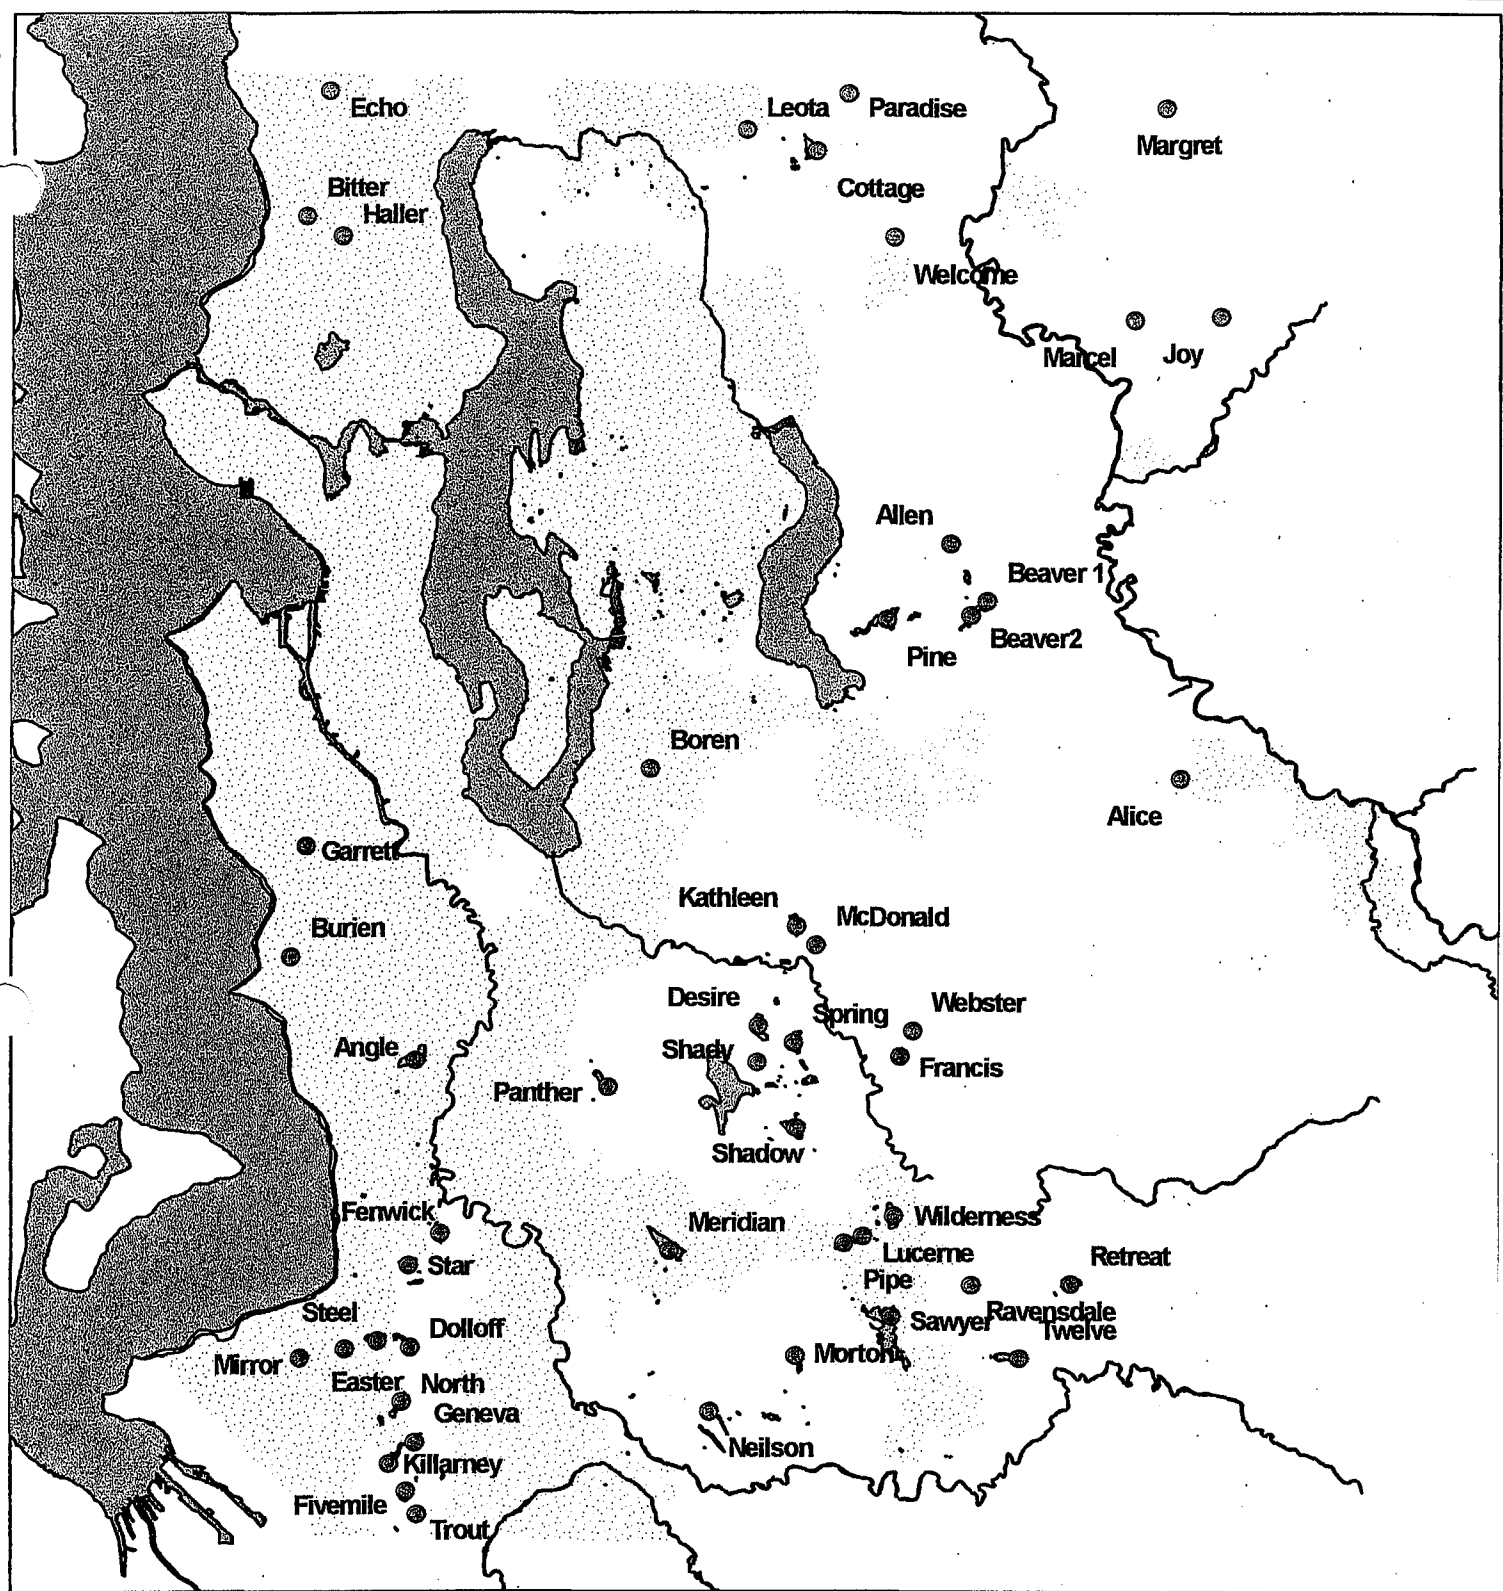 Echo
Leota
Paradise
Margret
Bitter
Haller
Cottage
Welcome
Marcel
Joy
Allen
Beaver 1
Beaver2
Pine
Boren
Alice
Garrett
Kathleen
McDonald
Burien
Desire
Spring
Webster
Angle
Shady
Francis
Panther
Shadow
Fenwick
Meridian
Wilderness
Lucerne
Retreat
Star
Pipe
Steel
Dolloff
Sawyer
Ravensdale
Twelve
Mirror
Morton
Easter
North
Geneva
Neilson
Killarney
Fivemile
Trout